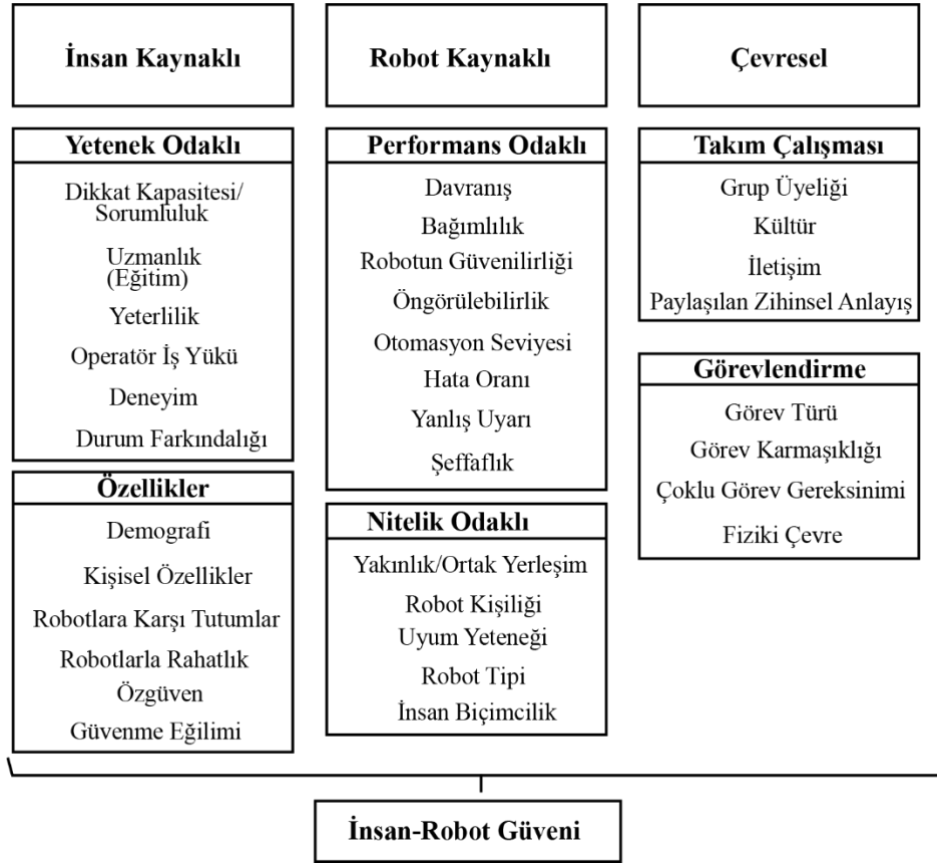 İnsan Kaynaklı
Robot Kaynaklı
Çevresel
Yetenek Odaklı
Dikkat Kapasitesi/
Sorumluluk
Uzmanlık
(Eğitim)
Yeterlilik
Operatör İş Yükü
Deneyim
Durum Farkındalığı
Özellikler
Demografi
Kişisel Özellikler
Robotlara Karşı Tutumlar
Robotlarla Rahatlık
Özgüven
Güvenme Eğilimi
Performans Odaklı
Davranış
Bağımlılık
Robotun Güvenilirliği
Öngörülebilirlik
Otomasyon Seviyesi
Hata Oranı
Yanlış Uyarı
Şeffaflık
Nitelik Odaklı
Yakınlık/Ortak Yerleşim
Robot Kişiliği
Uyum Yeteneği
Robot Tipi
İnsan Biçimcilik
Takım Çalışması
Grup Üyeliği
Kültür
İletişim
Paylaşılan Zihinsel Anlayış
Görevlendirme
Görev Türü
Görev Karmaşıklığı
Çoklu Görev Gereksinimi
Fiziki Çevre
İnsan-Robot Güveni